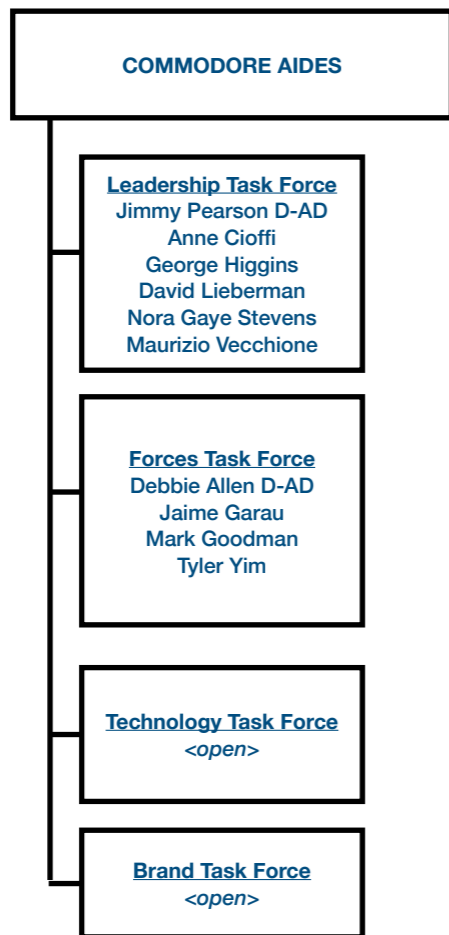 COMMODORE AIDES
Leadership Task Force
Jimmy Pearson D-AD
Anne Cioffi
George Higgins
David Lieberman
Nora Gaye Stevens
Maurizio Vecchione
Forces Task Force
Debbie Allen D-AD
Jaime Garau
Mark Goodman
Tyler Yim
Technology Task Force
<open>
Brand Task Force
<open>